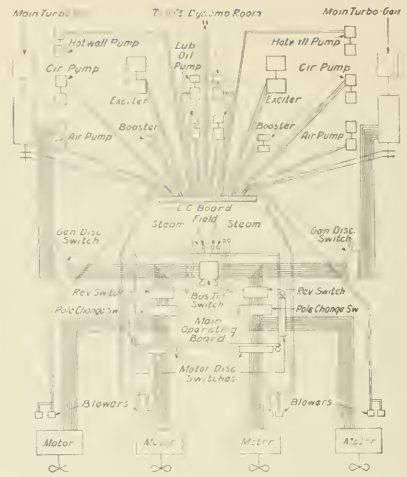 Main Turbo
Dynamo Room
Main Turbo-Gen
Hotwall Pump
Lub
Oil
Pump
Pump
Cir Pump
Cir Pump
Exciter
Exciter
Booster
Booster
Air Pump
Air Pump
Board
Field
Steam
Steam
Gen Disc
Switch
Gen Disc
Switch
Rev Switch
Bus Tie
Switch
Rev Switch
Pole Change Sw
Main
Operating
Board
Pole Change Sw
Motor Disc
Switches
Blowers
Blowers
Motor
Motor
Motor
Motor